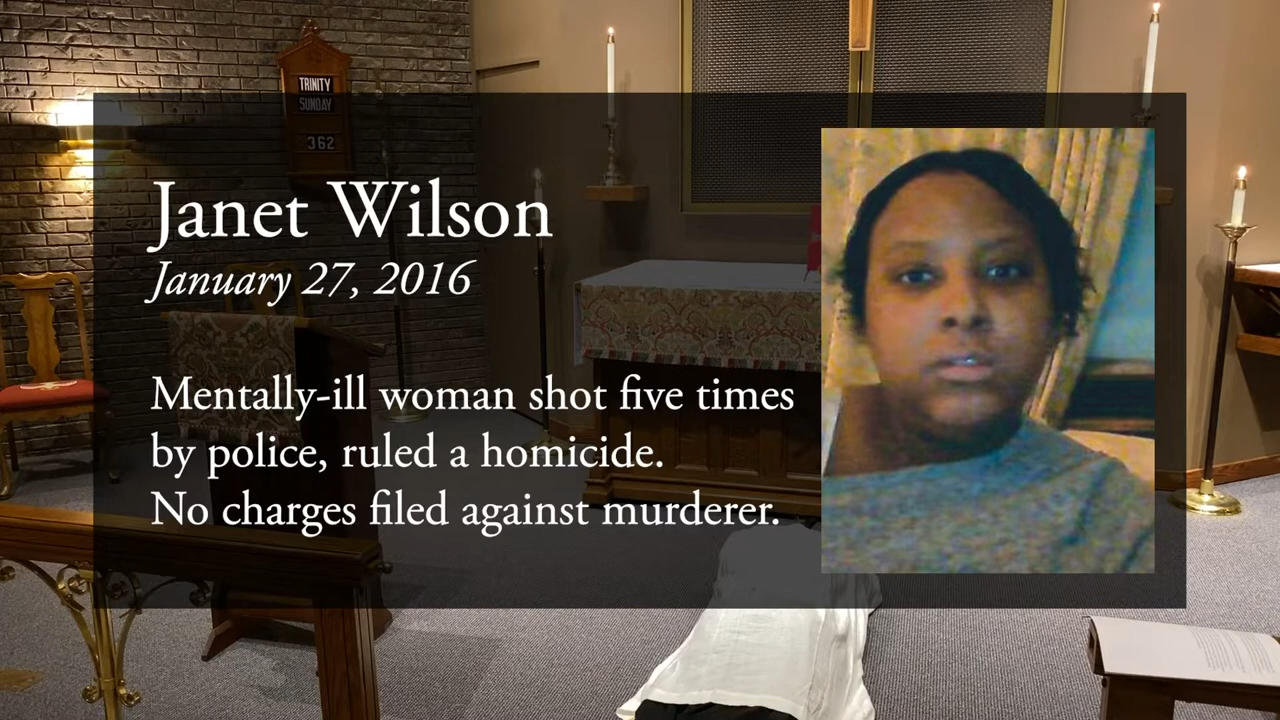 TRINITY
SUNDAY
362
Janet Wilson
January 27, 2016
Mentally-ill woman shot five times
by police, ruled a homicide.
No charges filed against murderer.